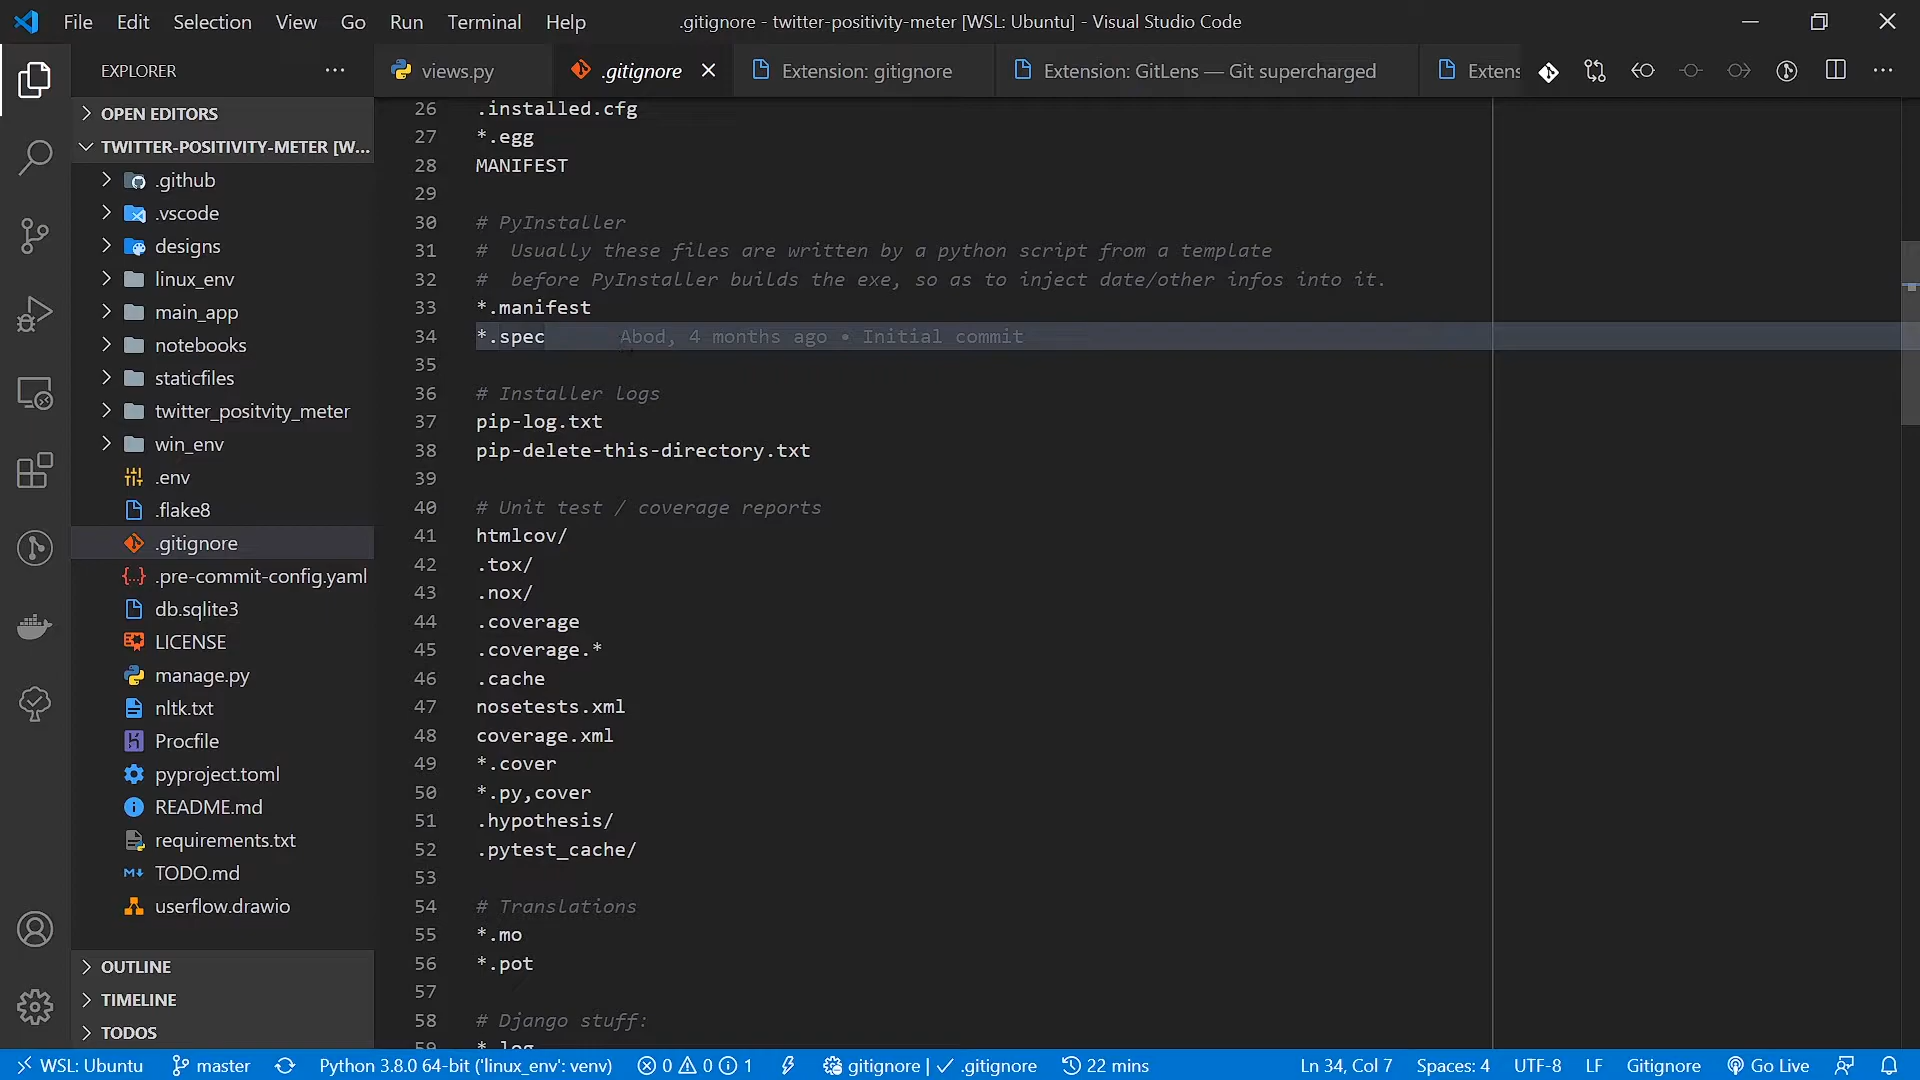 File Edit Selection View Go Run Terminal Help
.gitignore - twitter-positivity-meter [WSL: Ubuntu] - Visual Studio Code
EXPLORER
views.py
.gitignore
Extension: gitignore
Extension: GitLens — Git supercharged
Extens
OPEN EDITORS
TWITTER-POSITIVITY-METER [W...
.github
.vscode
designs
linux_env
main_app
notebooks
staticfiles
twitter_positvity_meter
win_env
.env
.flake8
.gitignore
.pre-commit-config.yaml
db.sqlite3
LICENSE
manage.py
nltk.txt
Procfile
pyproject.toml
README.md
requirements.txt
TODO.md
userflow.drawio
OUTLINE
TIMELINE
TODOS
26 .installed.cfg
27 *.egg
28 MANIFEST
29
30 # PyInstaller
31 #  Usually these files are written by a python script from a template
32 #  before PyInstaller builds the exe, so as to inject date/other infos into it.
33 *.manifest
34 *.spec Abod, 4 months ago • Initial commit
35
36 # Installer logs
37 pip-log.txt
38 pip-delete-this-directory.txt
39
40 # Unit test / coverage reports
41 htmlcov/
42 .tox/
43 .nox/
44 .coverage
45 .coverage.*
46 .cache
47 nosetests.xml
48 coverage.xml
49 *.cover
50 *.py,cover
51 .hypothesis/
52 .pytest_cache/
53
54 # Translations
55 *.mo
56 *.pot
57
58 # Django stuff:
59 *.log
WSL: Ubuntu master Python 3.8.0 64-bit ('linux_env': venv) 0 0 1 gitignore | ✓ .gitignore 22 mins Ln 34, Col 7 Spaces: 4 UTF-8 LF Gitignore Go Live